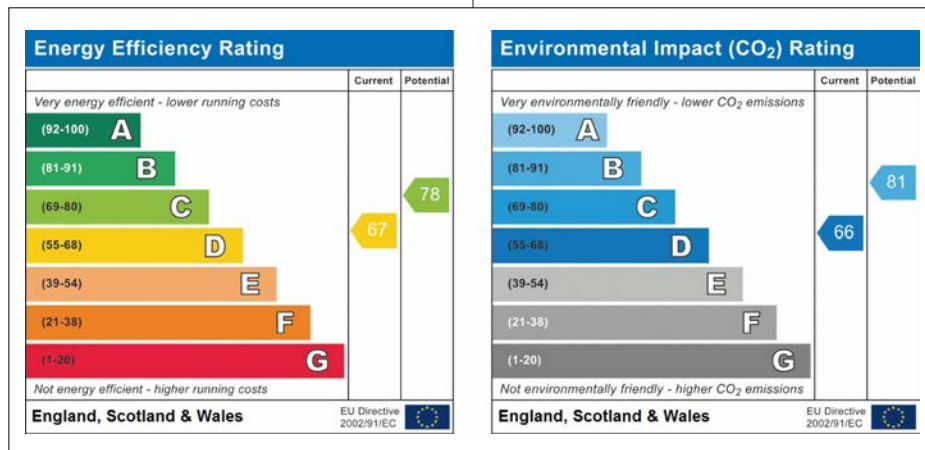 Energy Efficiency Rating
Current Potential
Very energy efficient - lower running costs
(92-100) A
(81-91) B
(69-80) C
(55-68) D
(39-54) E
(21-38) F
(1-20) G
67
78
Not energy efficient - higher running costs
England, Scotland & Wales
EU Directive
2002/91/EC
Environmental Impact (CO₂) Rating
Current Potential
Very environmentally friendly - lower CO₂ emissions
(92-100) A
(81-91) B
(69-80) C
(55-68) D
(39-54) E
(21-38) F
(1-20) G
66
81
Not environmentally friendly - higher CO₂ emissions
England, Scotland & Wales
EU Directive
2002/91/EC